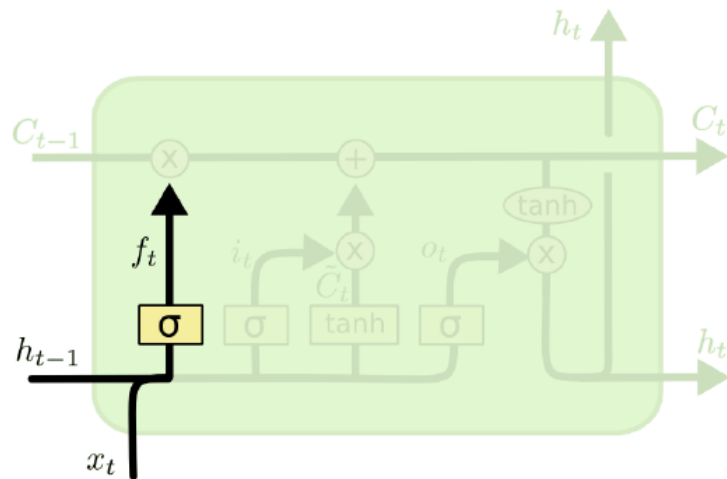 h_t
C_{t-1}
C_t
x
+
tanh
f_t
i_t
x
o_t
x
C̃_t
σ
σ
tanh
σ
h_{t-1}
h_t
x_t